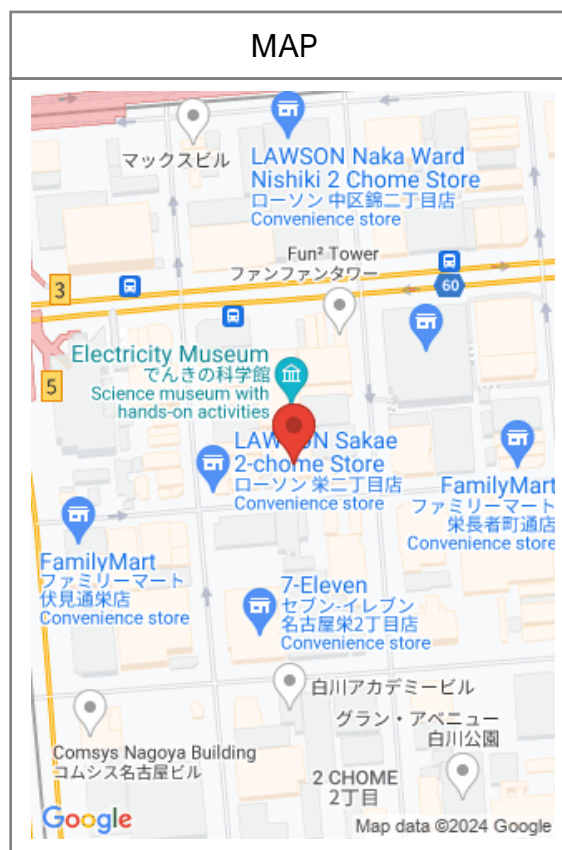 MAP
マックスビル
LAWSON Naka Ward
Nishiki 2 Chome Store
ローソン 中区錦二丁目店
Convenience store
Fun² Tower
ファンファンタワー
3
60
5
Electricity Museum
でんきの科学館
Science museum with
hands-on activities
LAWSON Sakae
2-chome Store
ローソン 栄二丁目店
Convenience store
FamilyMart
ファミリーマート
栄長者町通店
Convenience store
FamilyMart
ファミリーマート
伏見通栄店
Convenience store
7-Eleven
セブン-イレブン
名古屋栄2丁目店
Convenience store
白川アカデミービル
グラン・アベニュー
白川公園
Comsys Nagoya Building
コムシス名古屋ビル
2 CHOME
2丁目
Google
Map data ©2024 Google